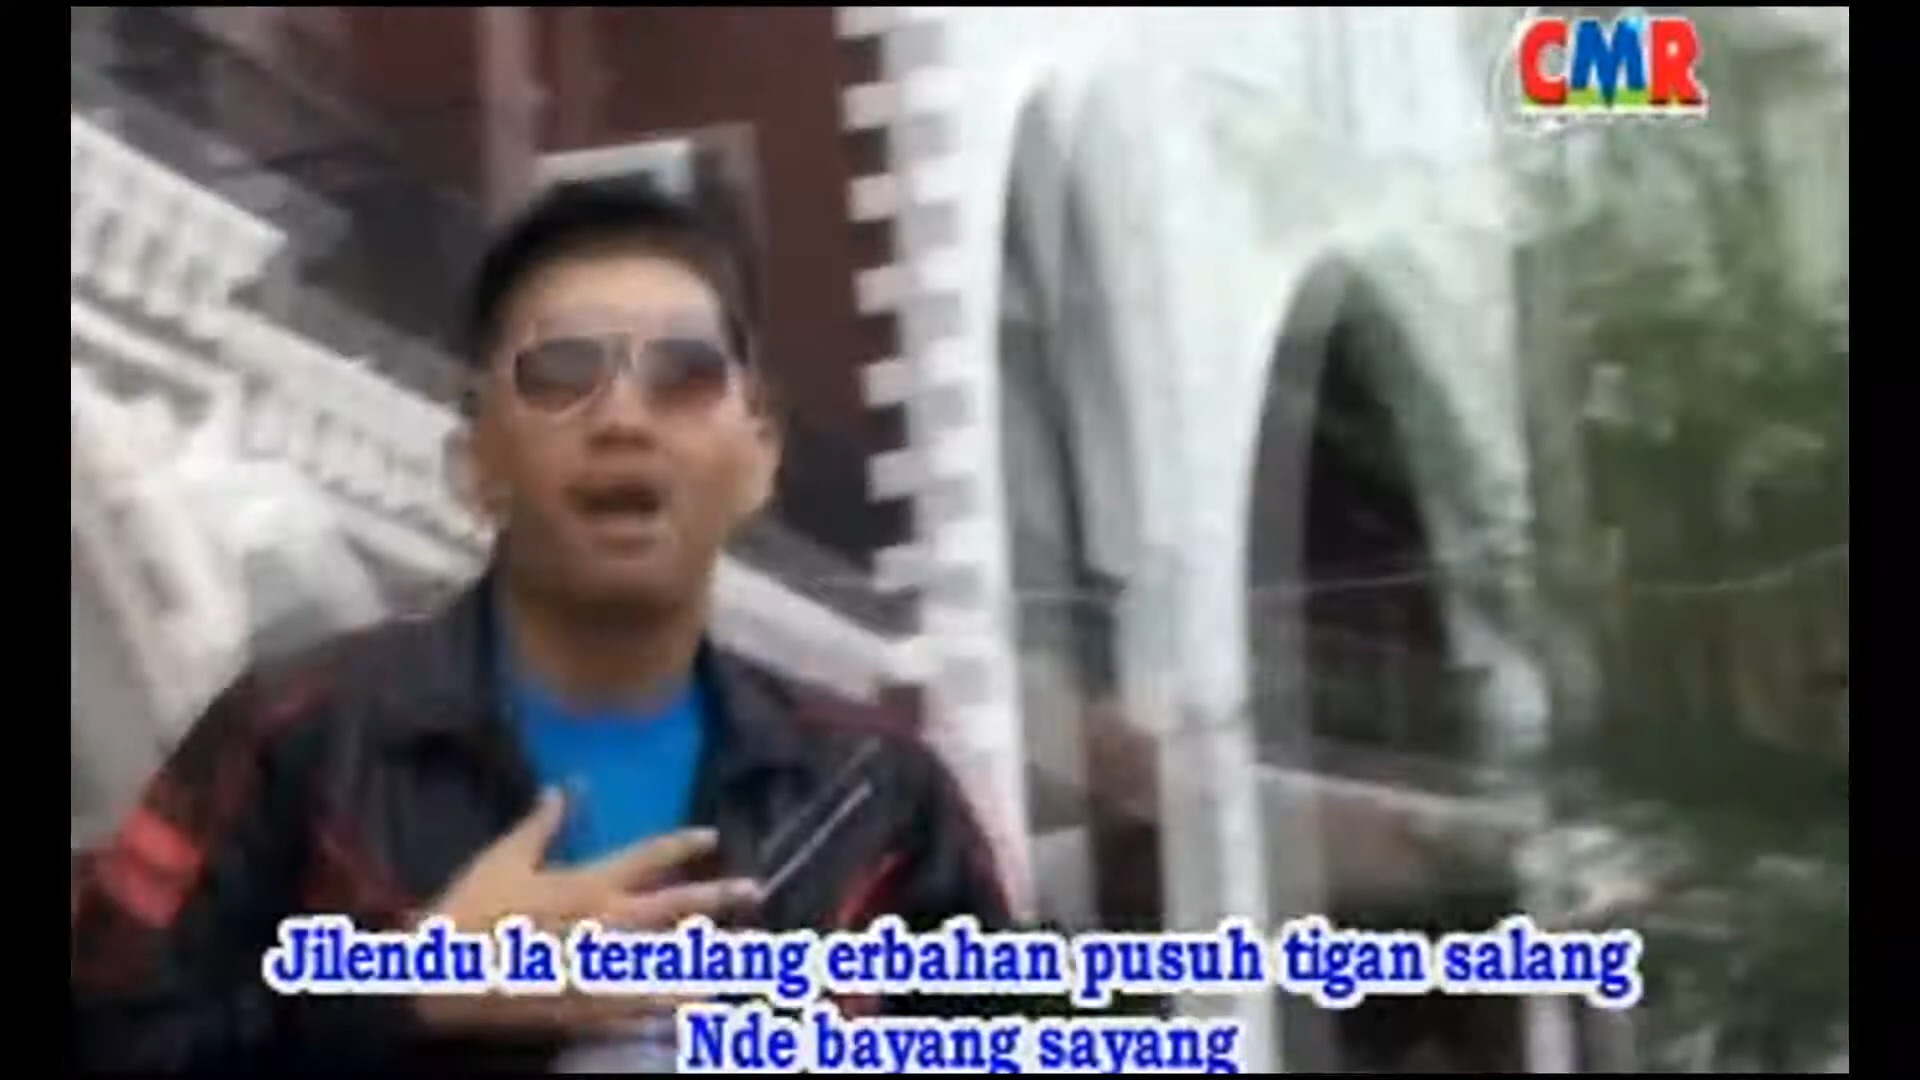 CMR
Jilendu la teralang erbahan pusuh tigan salang
Nde bayang sayang